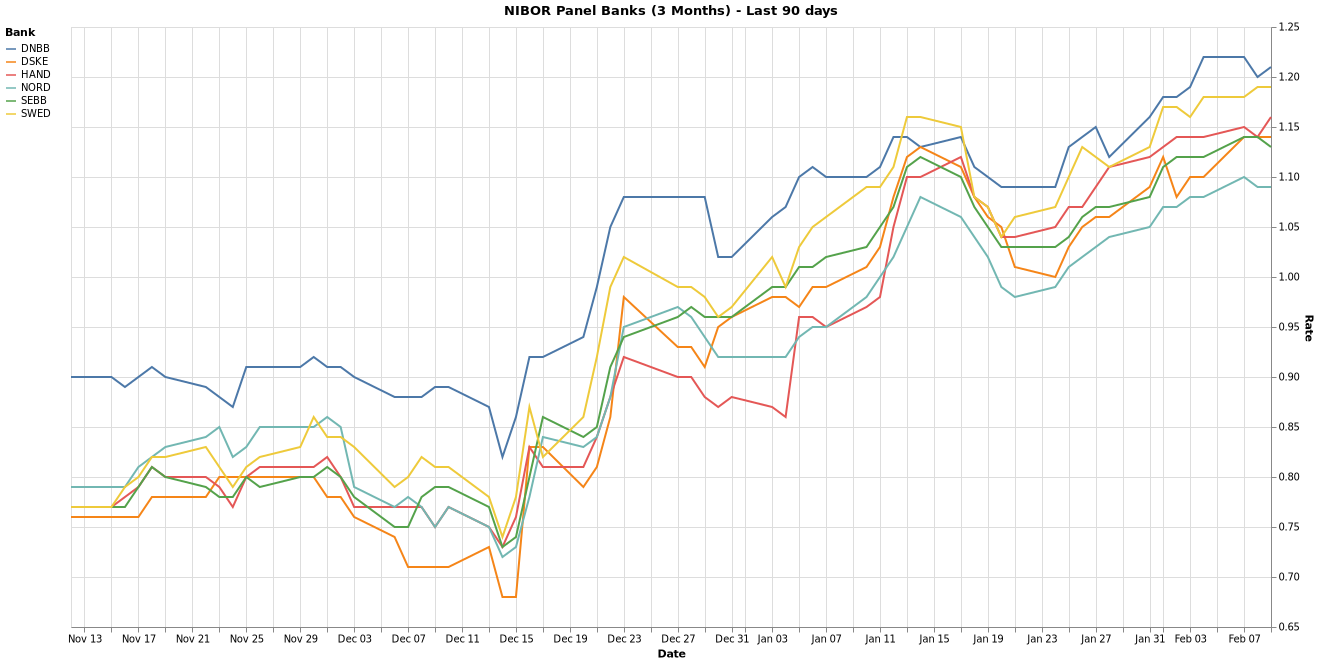 NIBOR Panel Banks (3 Months) - Last 90 days
Bank
DNBB
DSKE
HAND
NORD
SEBB
SWED
1.25
1.20
1.15
1.10
1.05
1.00
0.95
0.90
0.85
0.80
0.75
0.70
0.65
Rate
Nov 13 Nov 17 Nov 21 Nov 25 Nov 29 Dec 03 Dec 07 Dec 11 Dec 15 Dec 19 Dec 23 Dec 27 Dec 31 Jan 03 Jan 07 Jan 11 Jan 15 Jan 19 Jan 23 Jan 27 Jan 31 Feb 03 Feb 07
Date